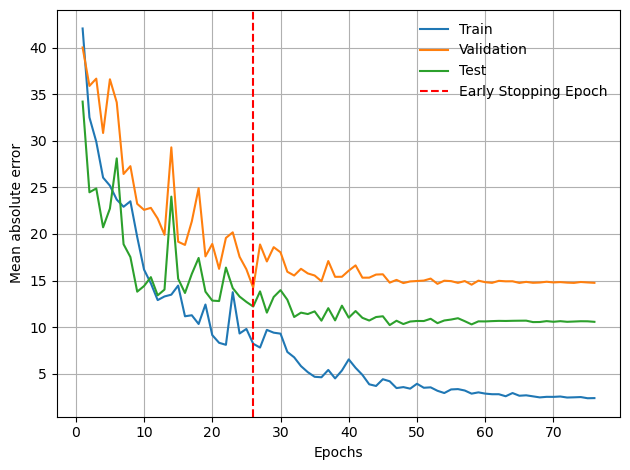 Train
Validation
Test
Early Stopping Epoch
Mean absolute error
40
35
30
25
20
15
10
5
0 10 20 30 40 50 60 70
Epochs